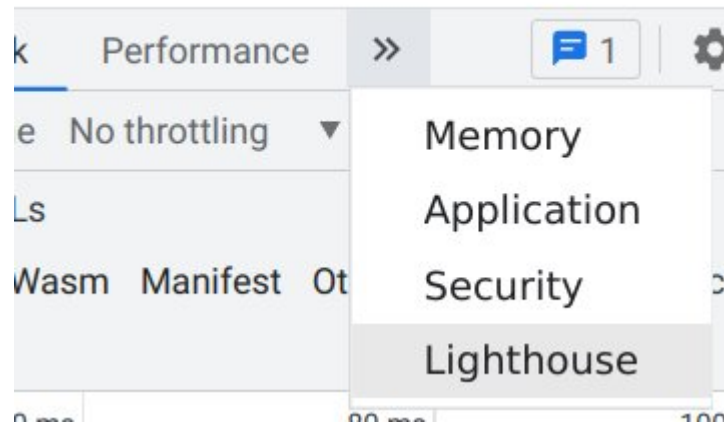 k Performance » 1
e No throttling ▼
Memory
Ls
Application
Wasm Manifest Ot
Security
Lighthouse